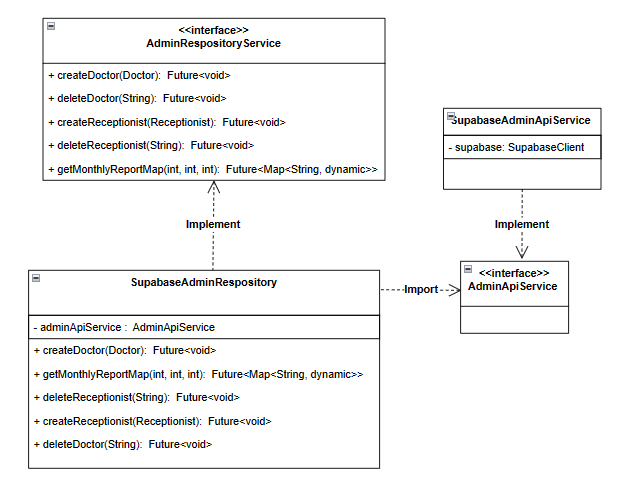 <<interface>>
AdminRespositoryService
+ createDoctor(Doctor): Future<void>
+ deleteDoctor(String): Future<void>
+ createReceptionist(Receptionist): Future<void>
+ deleteReceptionist(String): Future<void>
+ getMonthlyReportMap(int, int, int): Future<Map<String, dynamic>>
SupabaseAdminApiService
- supabase: SupabaseClient
Implement
Implement
<<interface>>
AdminApiService
SupabaseAdminRespository
Import
- adminApiService : AdminApiService
+ createDoctor(Doctor): Future<void>
+ getMonthlyReportMap(int, int, int): Future<Map<String, dynamic>>
+ deleteReceptionist(String): Future<void>
+ createReceptionist(Receptionist): Future<void>
+ deleteDoctor(String): Future<void>